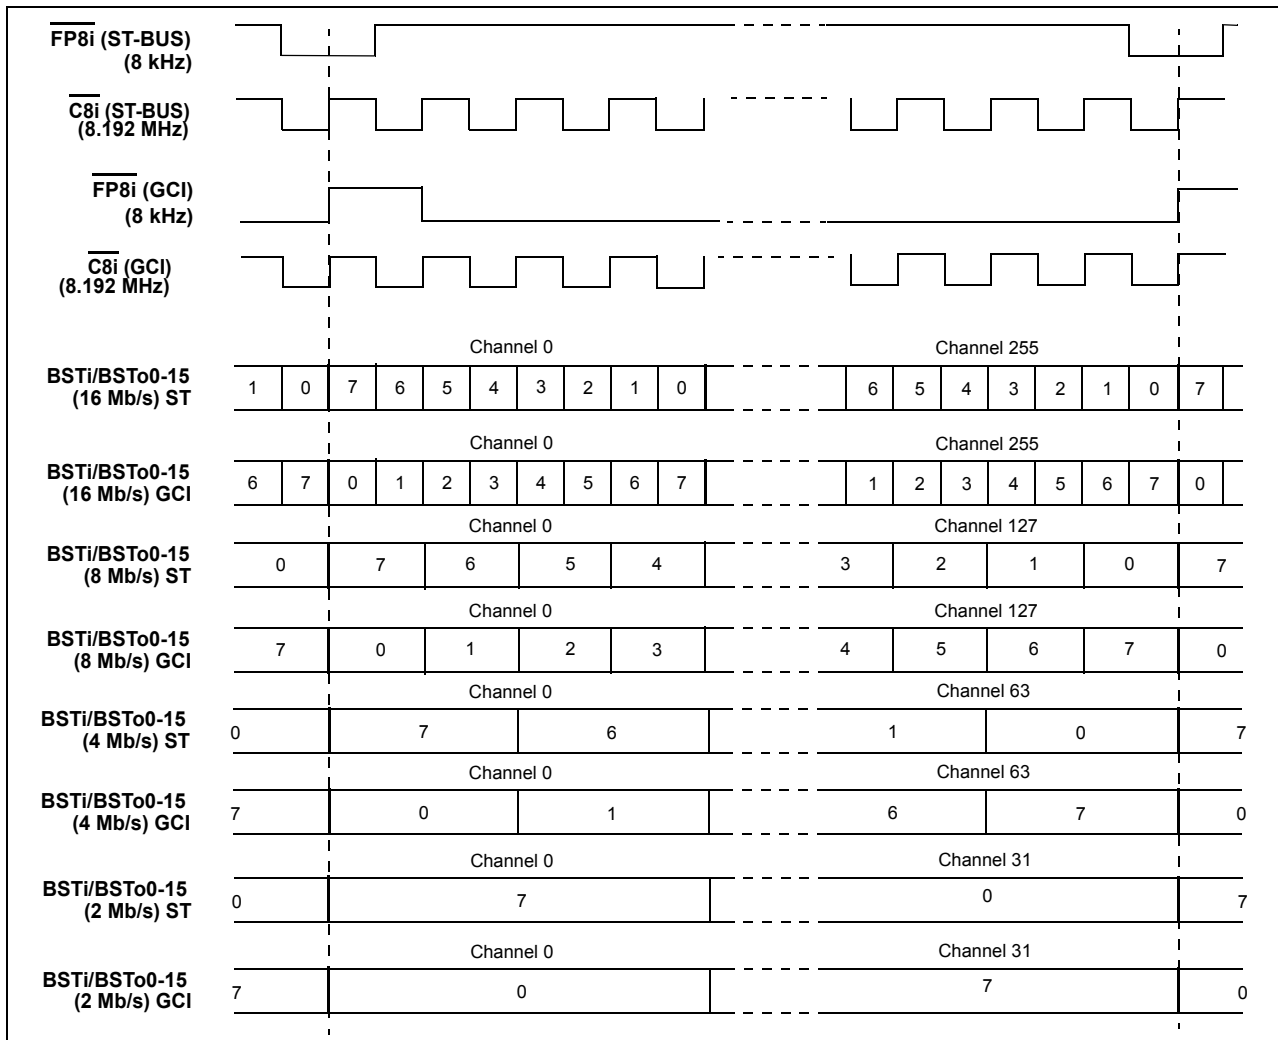 FP8i (ST-BUS)
(8 kHz)
C8i (ST-BUS)
(8.192 MHz)
FP8i (GCI)
(8 kHz)
C8i (GCI)
(8.192 MHz)
Channel 0 Channel 255
BSTi/BSTo0-15
(16 Mb/s) ST
1 0 7 6 5 4 3 2 1 0 6 5 4 3 2 1 0 7
Channel 0 Channel 255
BSTi/BSTo0-15
(16 Mb/s) GCI
6 7 0 1 2 3 4 5 6 7 1 2 3 4 5 6 7 0
Channel 0 Channel 127
BSTi/BSTo0-15
(8 Mb/s) ST
0 7 6 5 4 3 2 1 0 7
Channel 0 Channel 127
BSTi/BSTo0-15
(8 Mb/s) GCI
7 0 1 2 3 4 5 6 7 0
Channel 0 Channel 63
BSTi/BSTo0-15
(4 Mb/s) ST
0 7 6 1 0 7
Channel 0 Channel 63
BSTi/BSTo0-15
(4 Mb/s) GCI
7 0 1 6 7 0
Channel 0 Channel 31
BSTi/BSTo0-15
(2 Mb/s) ST
0 7 0 7
Channel 0 Channel 31
BSTi/BSTo0-15
(2 Mb/s) GCI
7 0 7 0